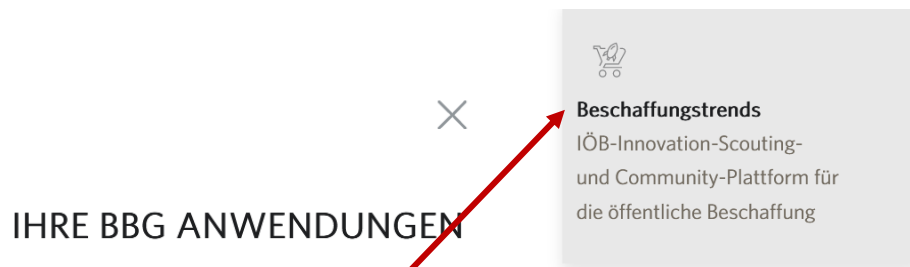 Beschaffungstrends
IÖB-Innovation-Scouting-
und Community-Plattform für
die öffentliche Beschaffung
IHRE BBG ANWENDUNGEN